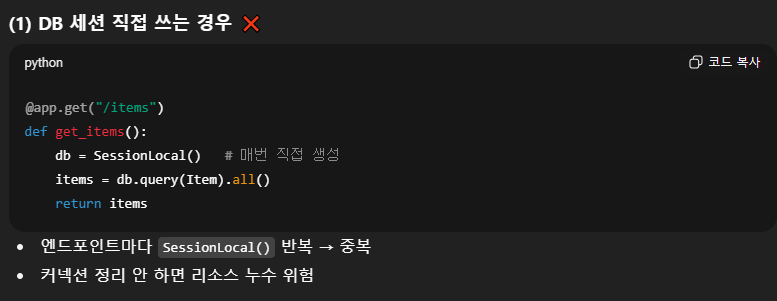 (1) DB 세션 직접 쓰는 경우 ❌
python
코드 복사
@app.get("/items")
def get_items():
    db = SessionLocal()   # 매번 직접 생성
    items = db.query(Item).all()
    return items
• 엔드포인트마다 SessionLocal() 반복 → 중복
• 커넥션 정리 안 하면 리소스 누수 위험